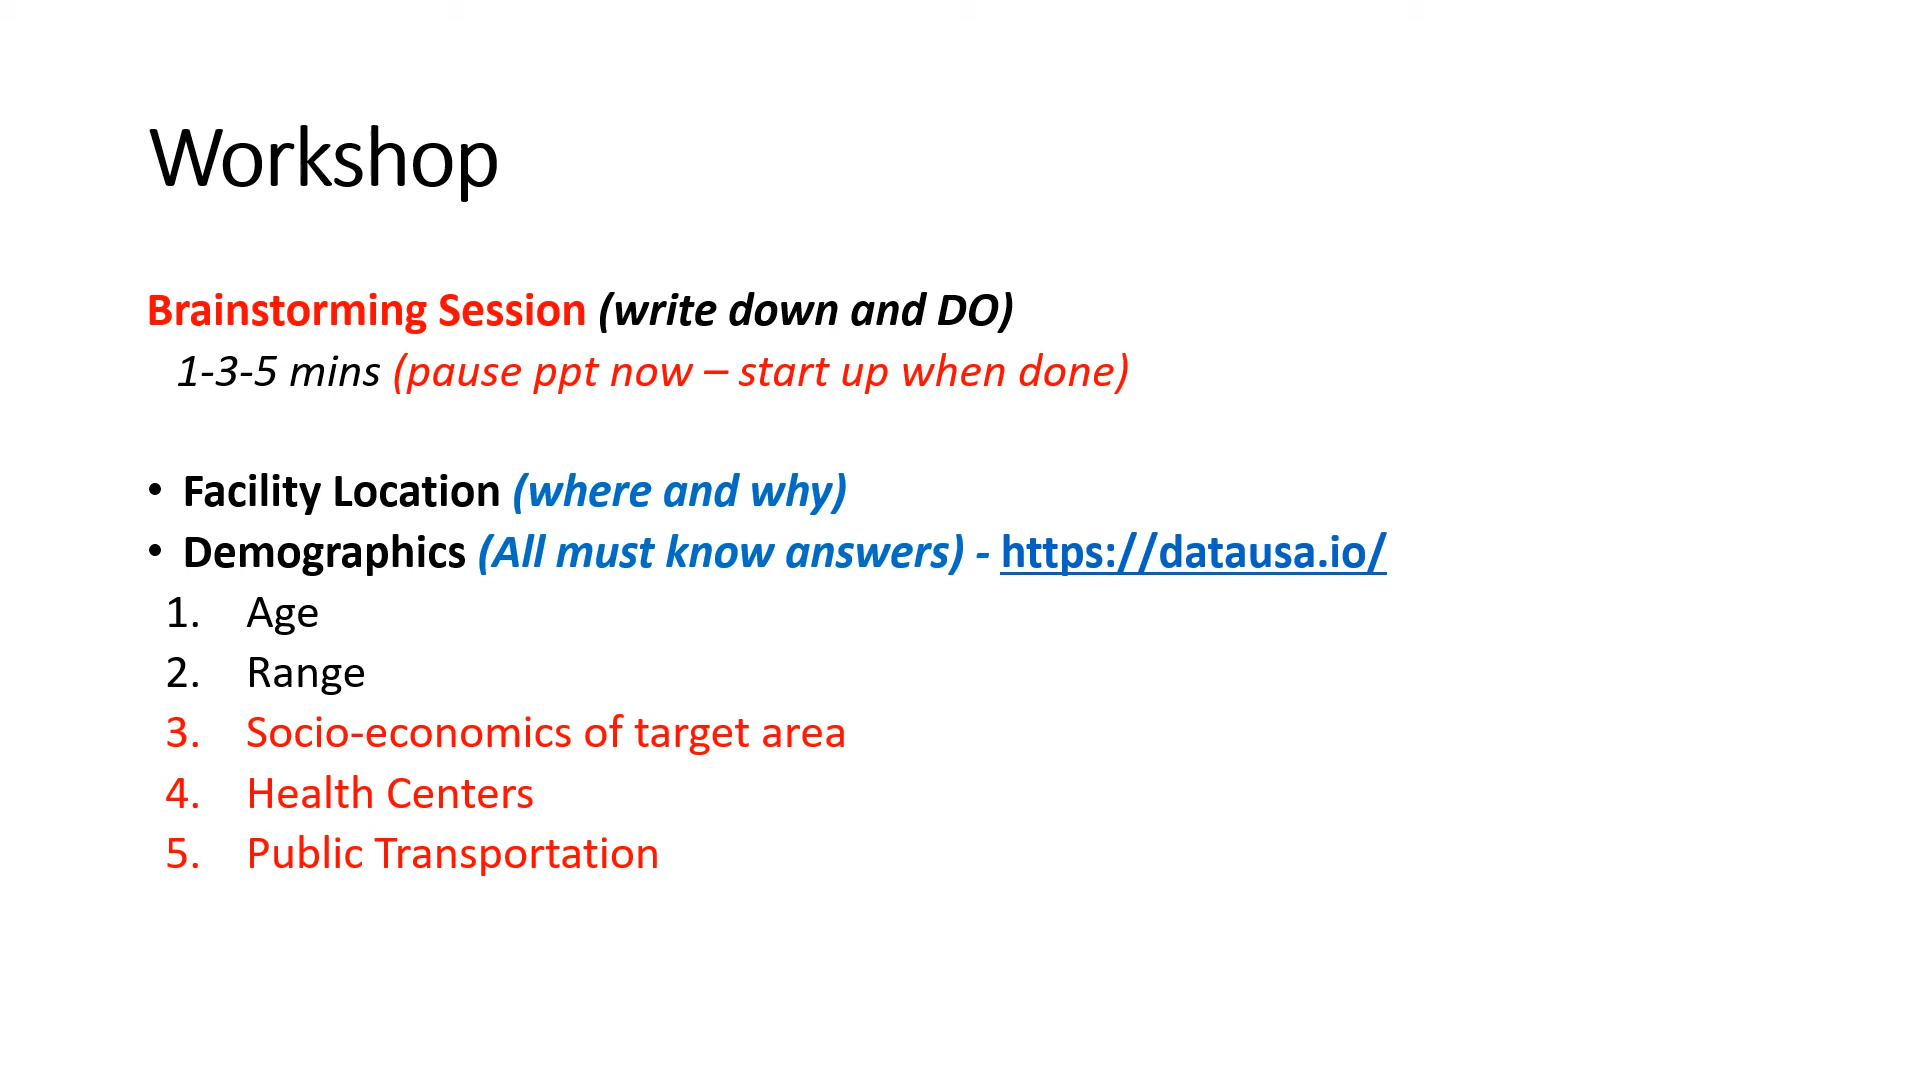 Workshop
Brainstorming Session (write down and DO)
1-3-5 mins (pause ppt now – start up when done)
• Facility Location (where and why)
• Demographics (All must know answers) - https://datausa.io/
1. Age
2. Range
3. Socio-economics of target area
4. Health Centers
5. Public Transportation